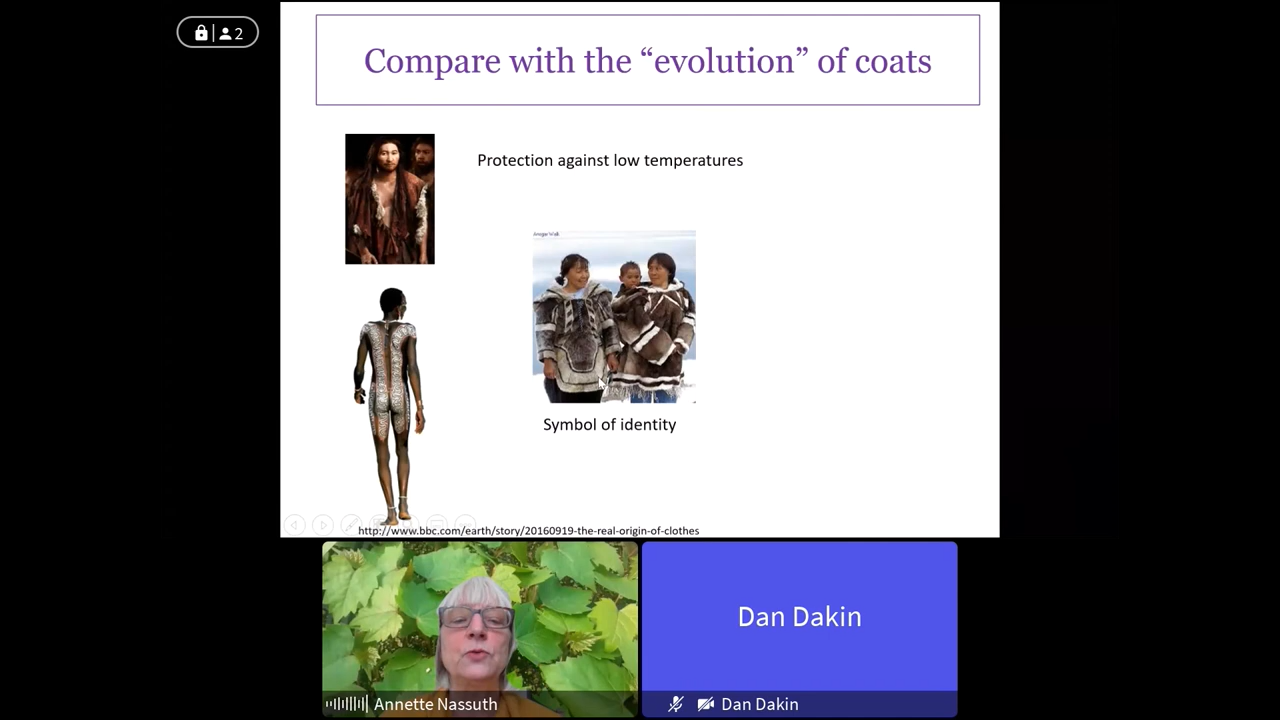 2
Compare with the “evolution” of coats
Protection against low temperatures
Symbol of identity
http://www.bbc.com/earth/story/20160919-the-real-origin-of-clothes
Dan Dakin
Annette Nassuth
Dan Dakin